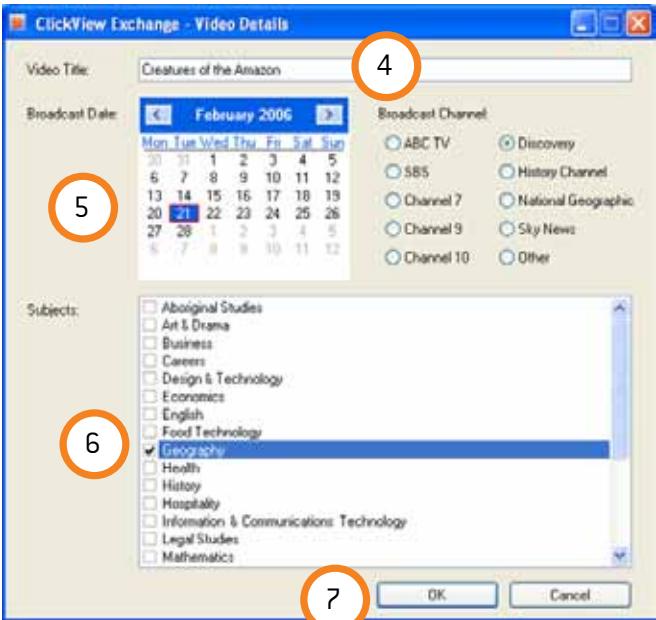 ClickView Exchange - Video Details
Video Title: Creatures of the Amazon
4
Broadcast Date:
February 2006
Mon Tue Wed Thu Fri Sat Sun
30 31 1 2 3 4 5
6 7 8 9 10 11 12
13 14 15 16 17 18 19
20 21 22 23 24 25 26
27 28 1 2 3 4 5
6 7 8 9 10 11 12
5
Broadcast Channel:
ABC TV Discovery
SBS History Channel
Channel 7 National Geographic
Channel 9 Sky News
Channel 10 Other
Subjects:
Aboriginal Studies
Art & Drama
Business
Careers
Design & Technology
Economics
English
Food Technology
6
Geography
Health
History
Hospitality
Information & Communications Technology
Legal Studies
Mathematics
7
OK Cancel